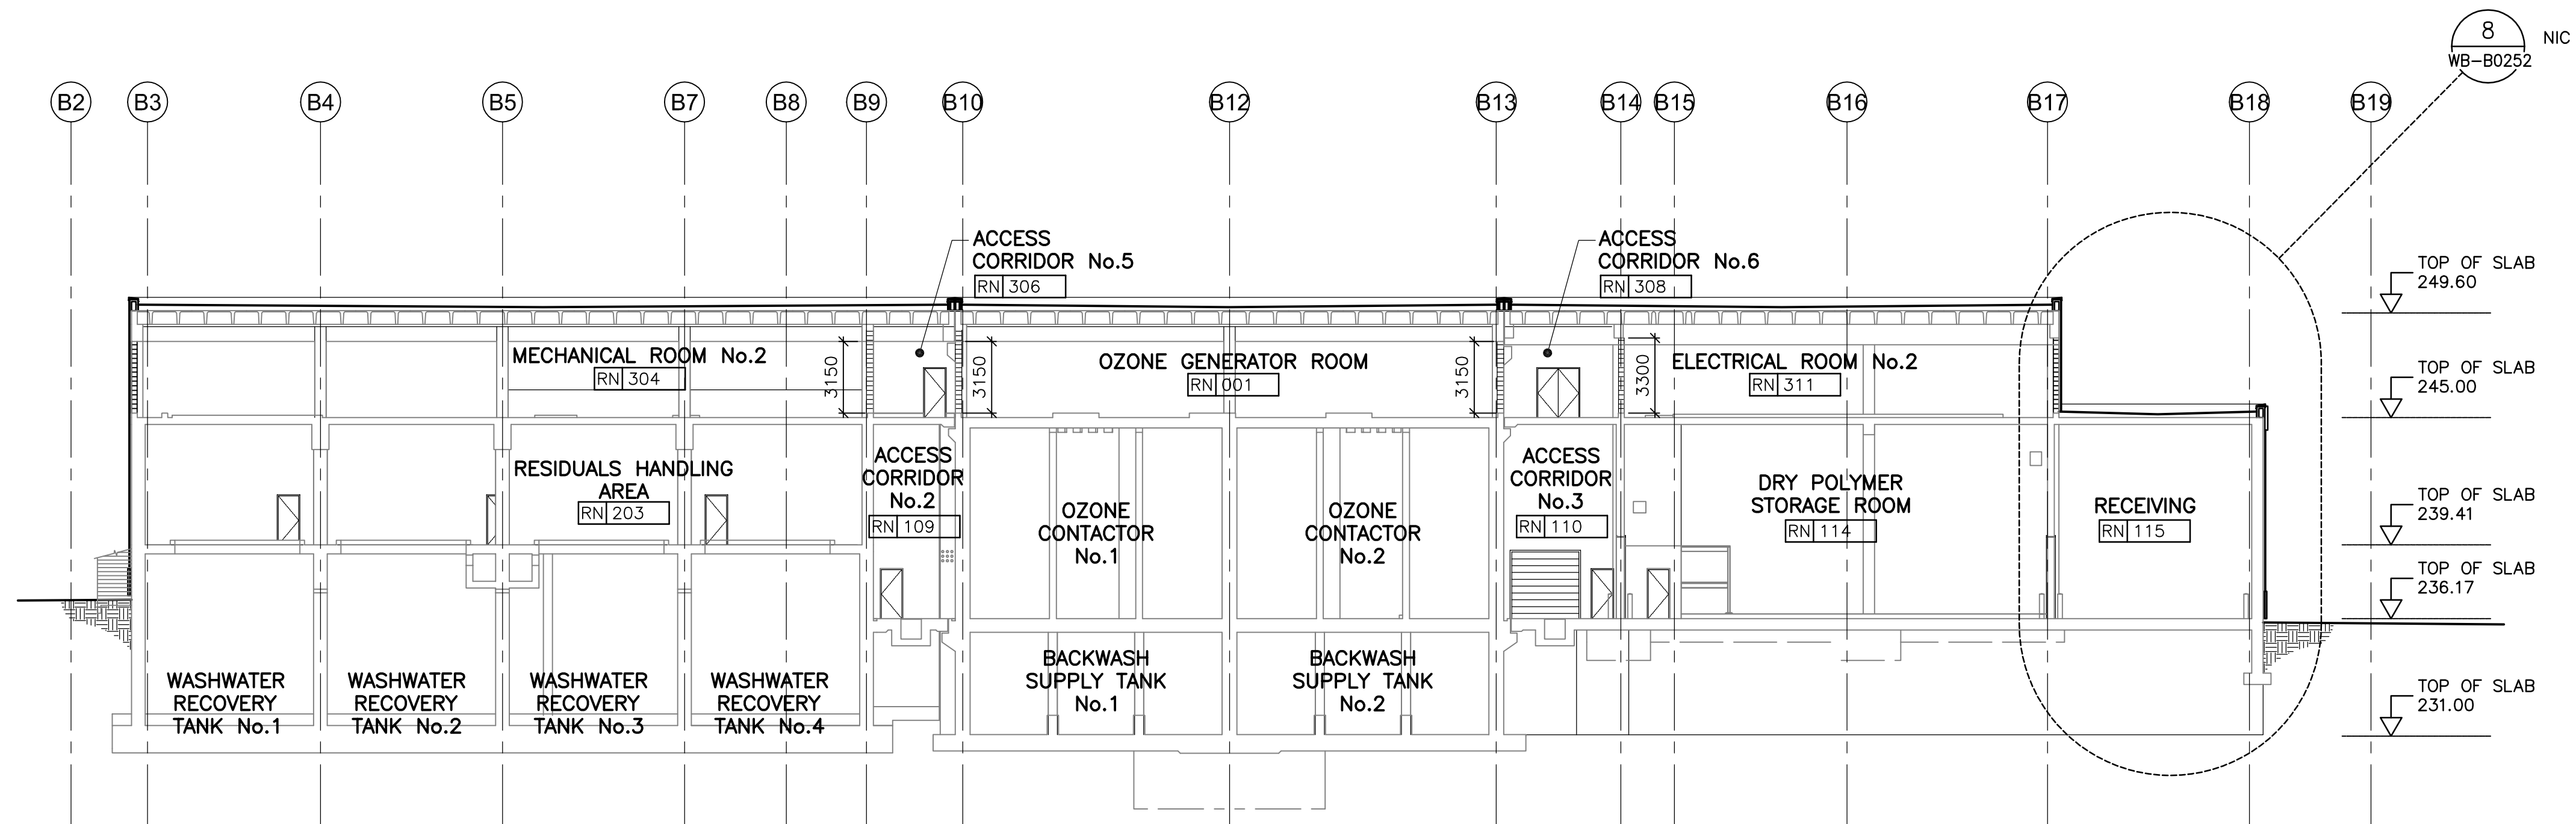 8
WB-B0252
NIC
B2
B3
B4
B5
B7
B8
B9
B10
B12
B13
B14
B15
B16
B17
B18
B19
ACCESS
CORRIDOR No.5
RN 306
ACCESS
CORRIDOR No.6
RN 308
TOP OF SLAB
249.60
MECHANICAL ROOM No.2
RN 304
3150
3150
OZONE GENERATOR ROOM
RN 001
3150
3300
ELECTRICAL ROOM No.2
RN 311
TOP OF SLAB
245.00
RESIDUALS HANDLING
AREA
RN 203
ACCESS
CORRIDOR
No.2
RN 109
OZONE
CONTACTOR
No.1
OZONE
CONTACTOR
No.2
ACCESS
CORRIDOR
No.3
RN 110
DRY POLYMER
STORAGE ROOM
RN 114
RECEIVING
RN 115
TOP OF SLAB
239.41
TOP OF SLAB
236.17
WASHWATER
RECOVERY
TANK No.1
WASHWATER
RECOVERY
TANK No.2
WASHWATER
RECOVERY
TANK No.3
WASHWATER
RECOVERY
TANK No.4
BACKWASH
SUPPLY TANK
No.1
BACKWASH
SUPPLY TANK
No.2
TOP OF SLAB
231.00